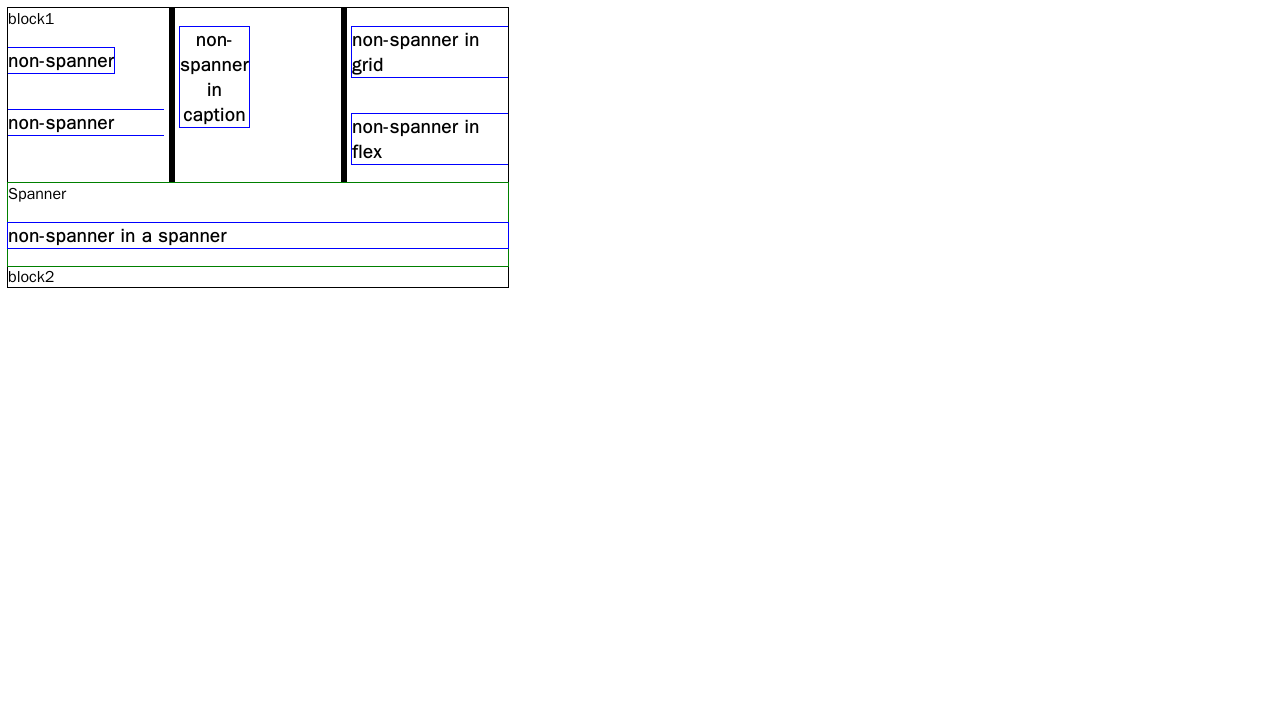 block1
non-spanner
non-spanner
non-
spanner
in
caption
non-spanner in
grid
non-spanner in
flex
Spanner
non-spanner in a spanner
block2